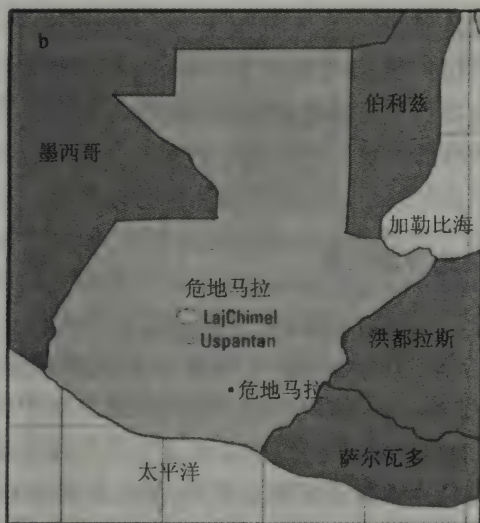 b
伯利兹
墨西哥
加勒比海
危地马拉
LajChimel
Uspantan
洪都拉斯
危地马拉
萨尔瓦多
太平洋